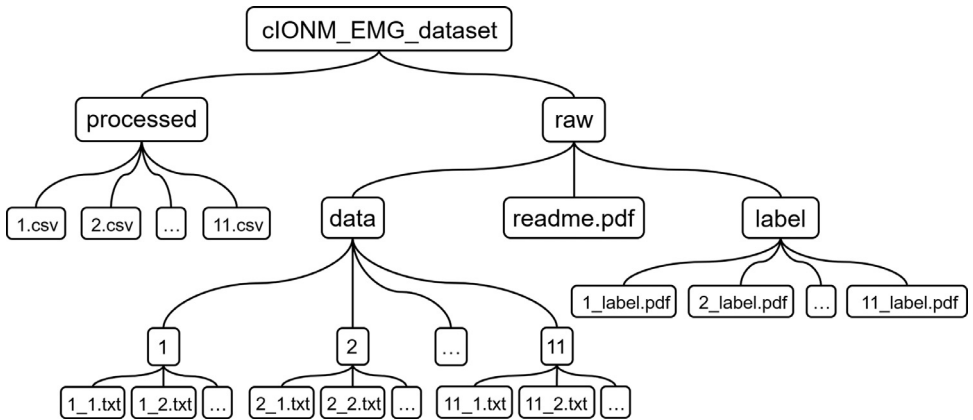 cIONM_EMG_dataset
processed
raw
1.csv
2.csv
...
11.csv
data
readme.pdf
label
1_label.pdf
2_label.pdf
...
11_label.pdf
1
2
...
11
1_1.txt
1_2.txt
...
2_1.txt
2_2.txt
...
11_1.txt
11_2.txt
...